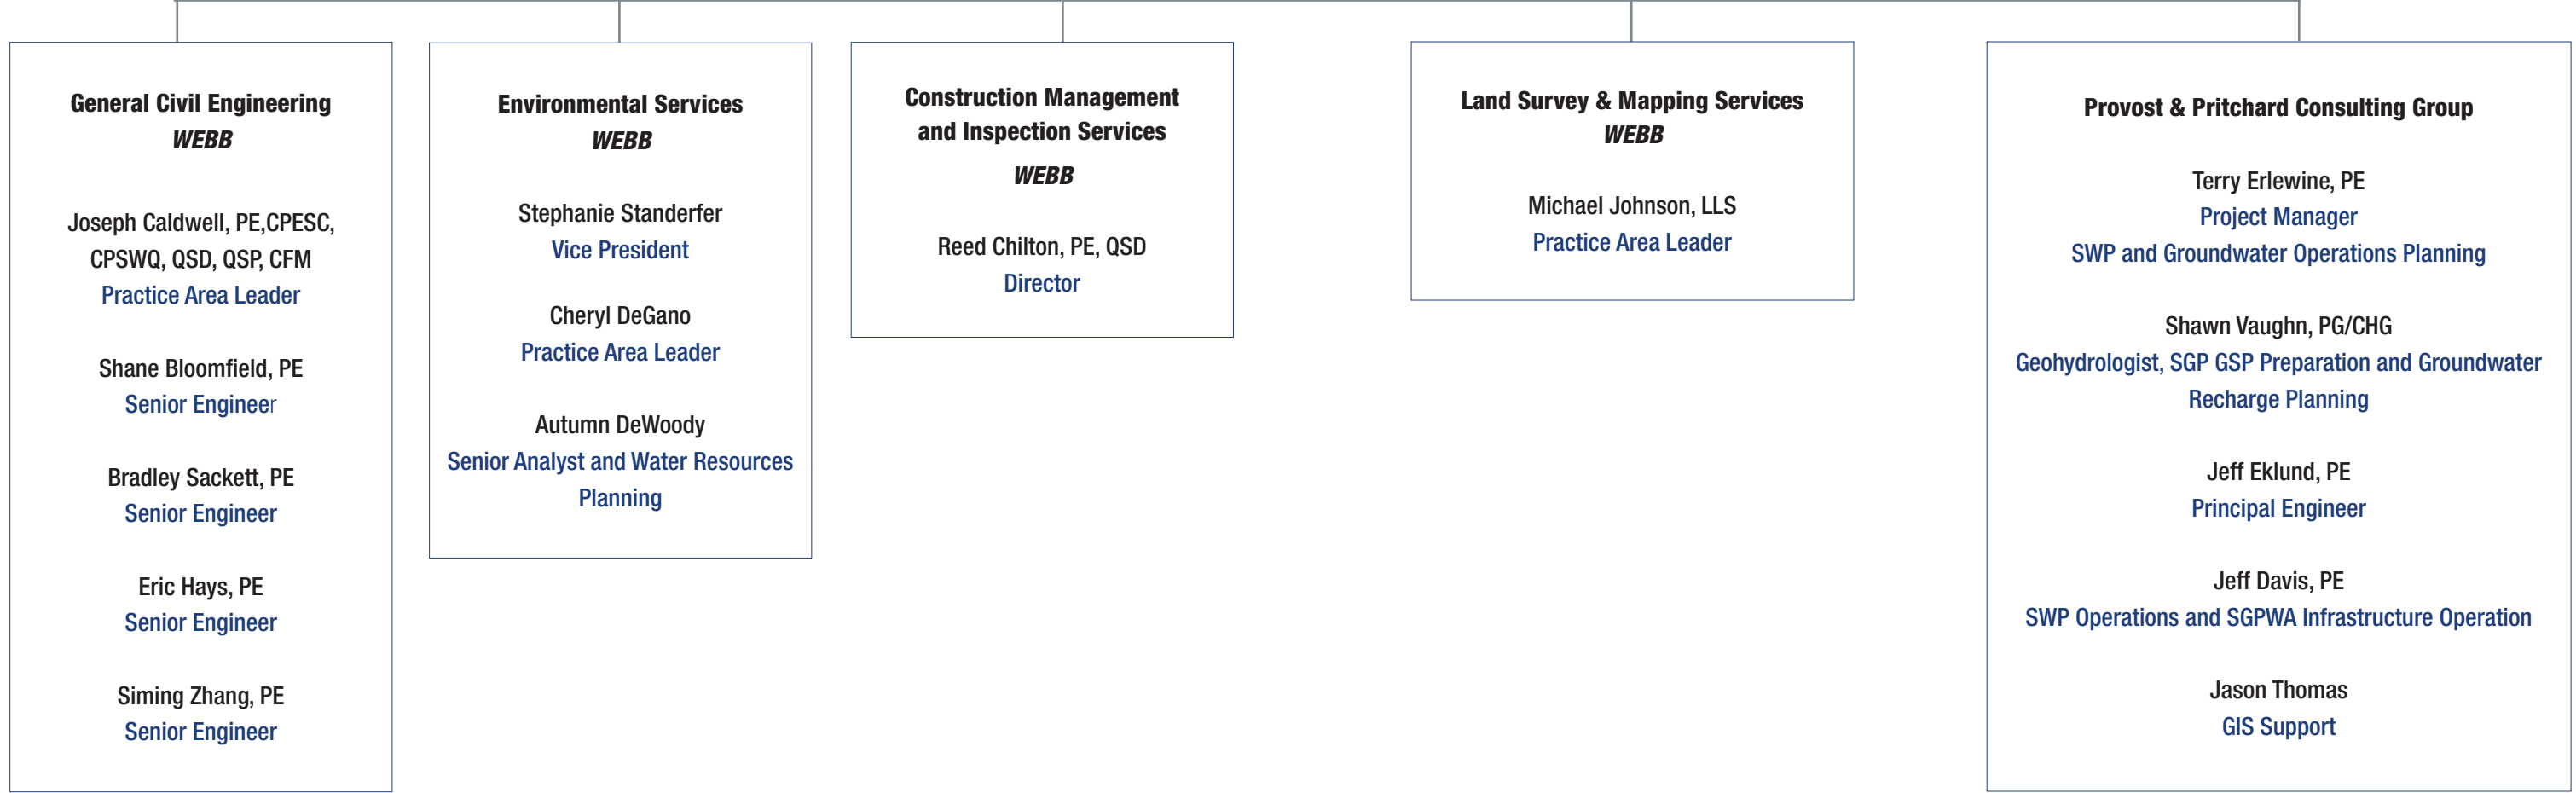 General Civil Engineering
WEBB
Joseph Caldwell, PE,CPESC,
CPSWQ, QSD, QSP, CFM
Practice Area Leader
Shane Bloomfield, PE
Senior Engineer
Bradley Sackett, PE
Senior Engineer
Eric Hays, PE
Senior Engineer
Siming Zhang, PE
Senior Engineer
Environmental Services
WEBB
Stephanie Standerfer
Vice President
Cheryl DeGano
Practice Area Leader
Autumn DeWoody
Senior Analyst and Water Resources
Planning
Construction Management
and Inspection Services
WEBB
Reed Chilton, PE, QSD
Director
Land Survey & Mapping Services
WEBB
Michael Johnson, LLS
Practice Area Leader
Provost & Pritchard Consulting Group
Terry Erlewine, PE
Project Manager
SWP and Groundwater Operations Planning
Shawn Vaughn, PG/CHG
Geohydrologist, SGP GSP Preparation and Groundwater
Recharge Planning
Jeff Eklund, PE
Principal Engineer
Jeff Davis, PE
SWP Operations and SGPWA Infrastructure Operation
Jason Thomas
GIS Support